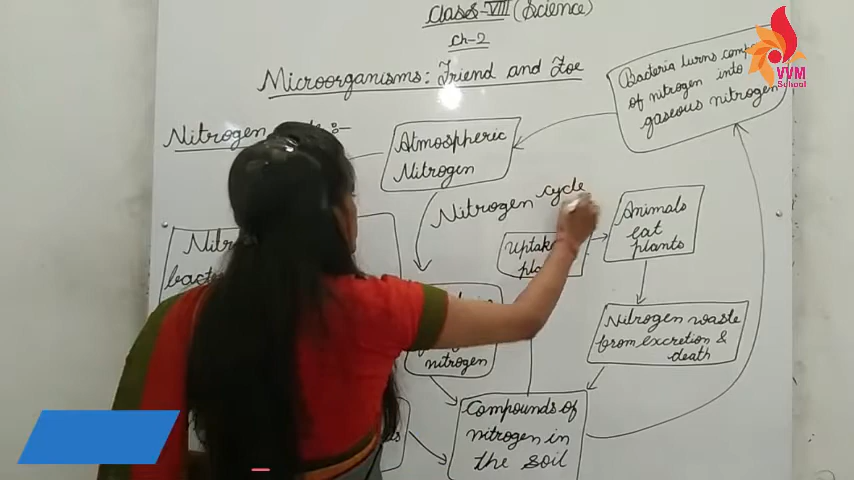 Class-VIII (Science)
Ch-2
Microorganisms: Friend and Foe
Nitrogen :-
Atmospheric
Nitrogen
Bacteria turns
of nitrogen into
gaseous nitrogen
VVM
School
Nitrogen cycle
Animals
eat
plants
Nitrogen waste
from excretion &
death
nitrogen
Compounds of
nitrogen in
the soil